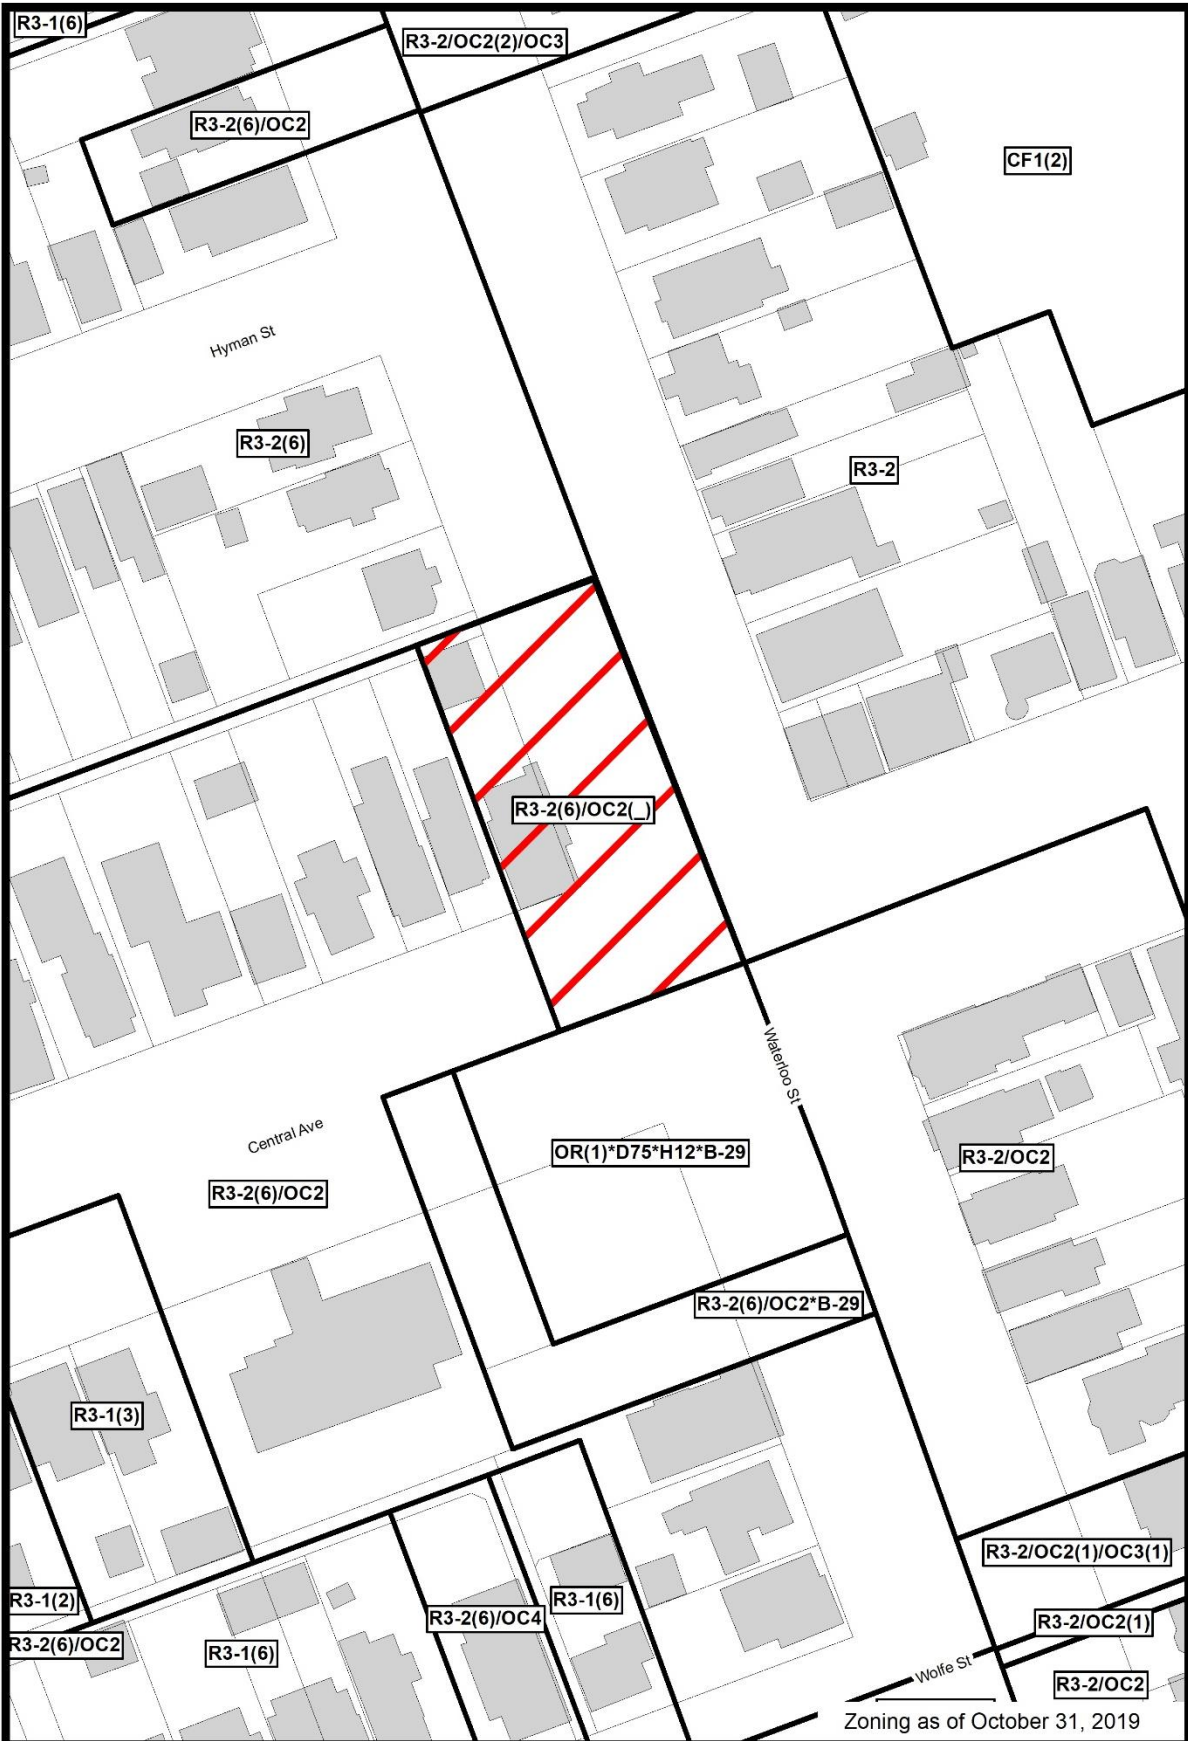 R3-1(6)
R3-2/OC2(2)/OC3
R3-2(6)/OC2
CF1(2)
Hyman St
R3-2(6)
R3-2
R3-2(6)/OC2(_)
Waterloo St
Central Ave
OR(1)*D75*H12*B-29
R3-2/OC2
R3-2(6)/OC2
R3-2(6)/OC2*B-29
R3-1(3)
R3-2/OC2(1)/OC3(1)
R3-1(2)
R3-1(6)
R3-2(6)/OC4
R3-2/OC2(1)
R3-2(6)/OC2
R3-1(6)
Wolfe St
R3-2/OC2
Zoning as of October 31, 2019